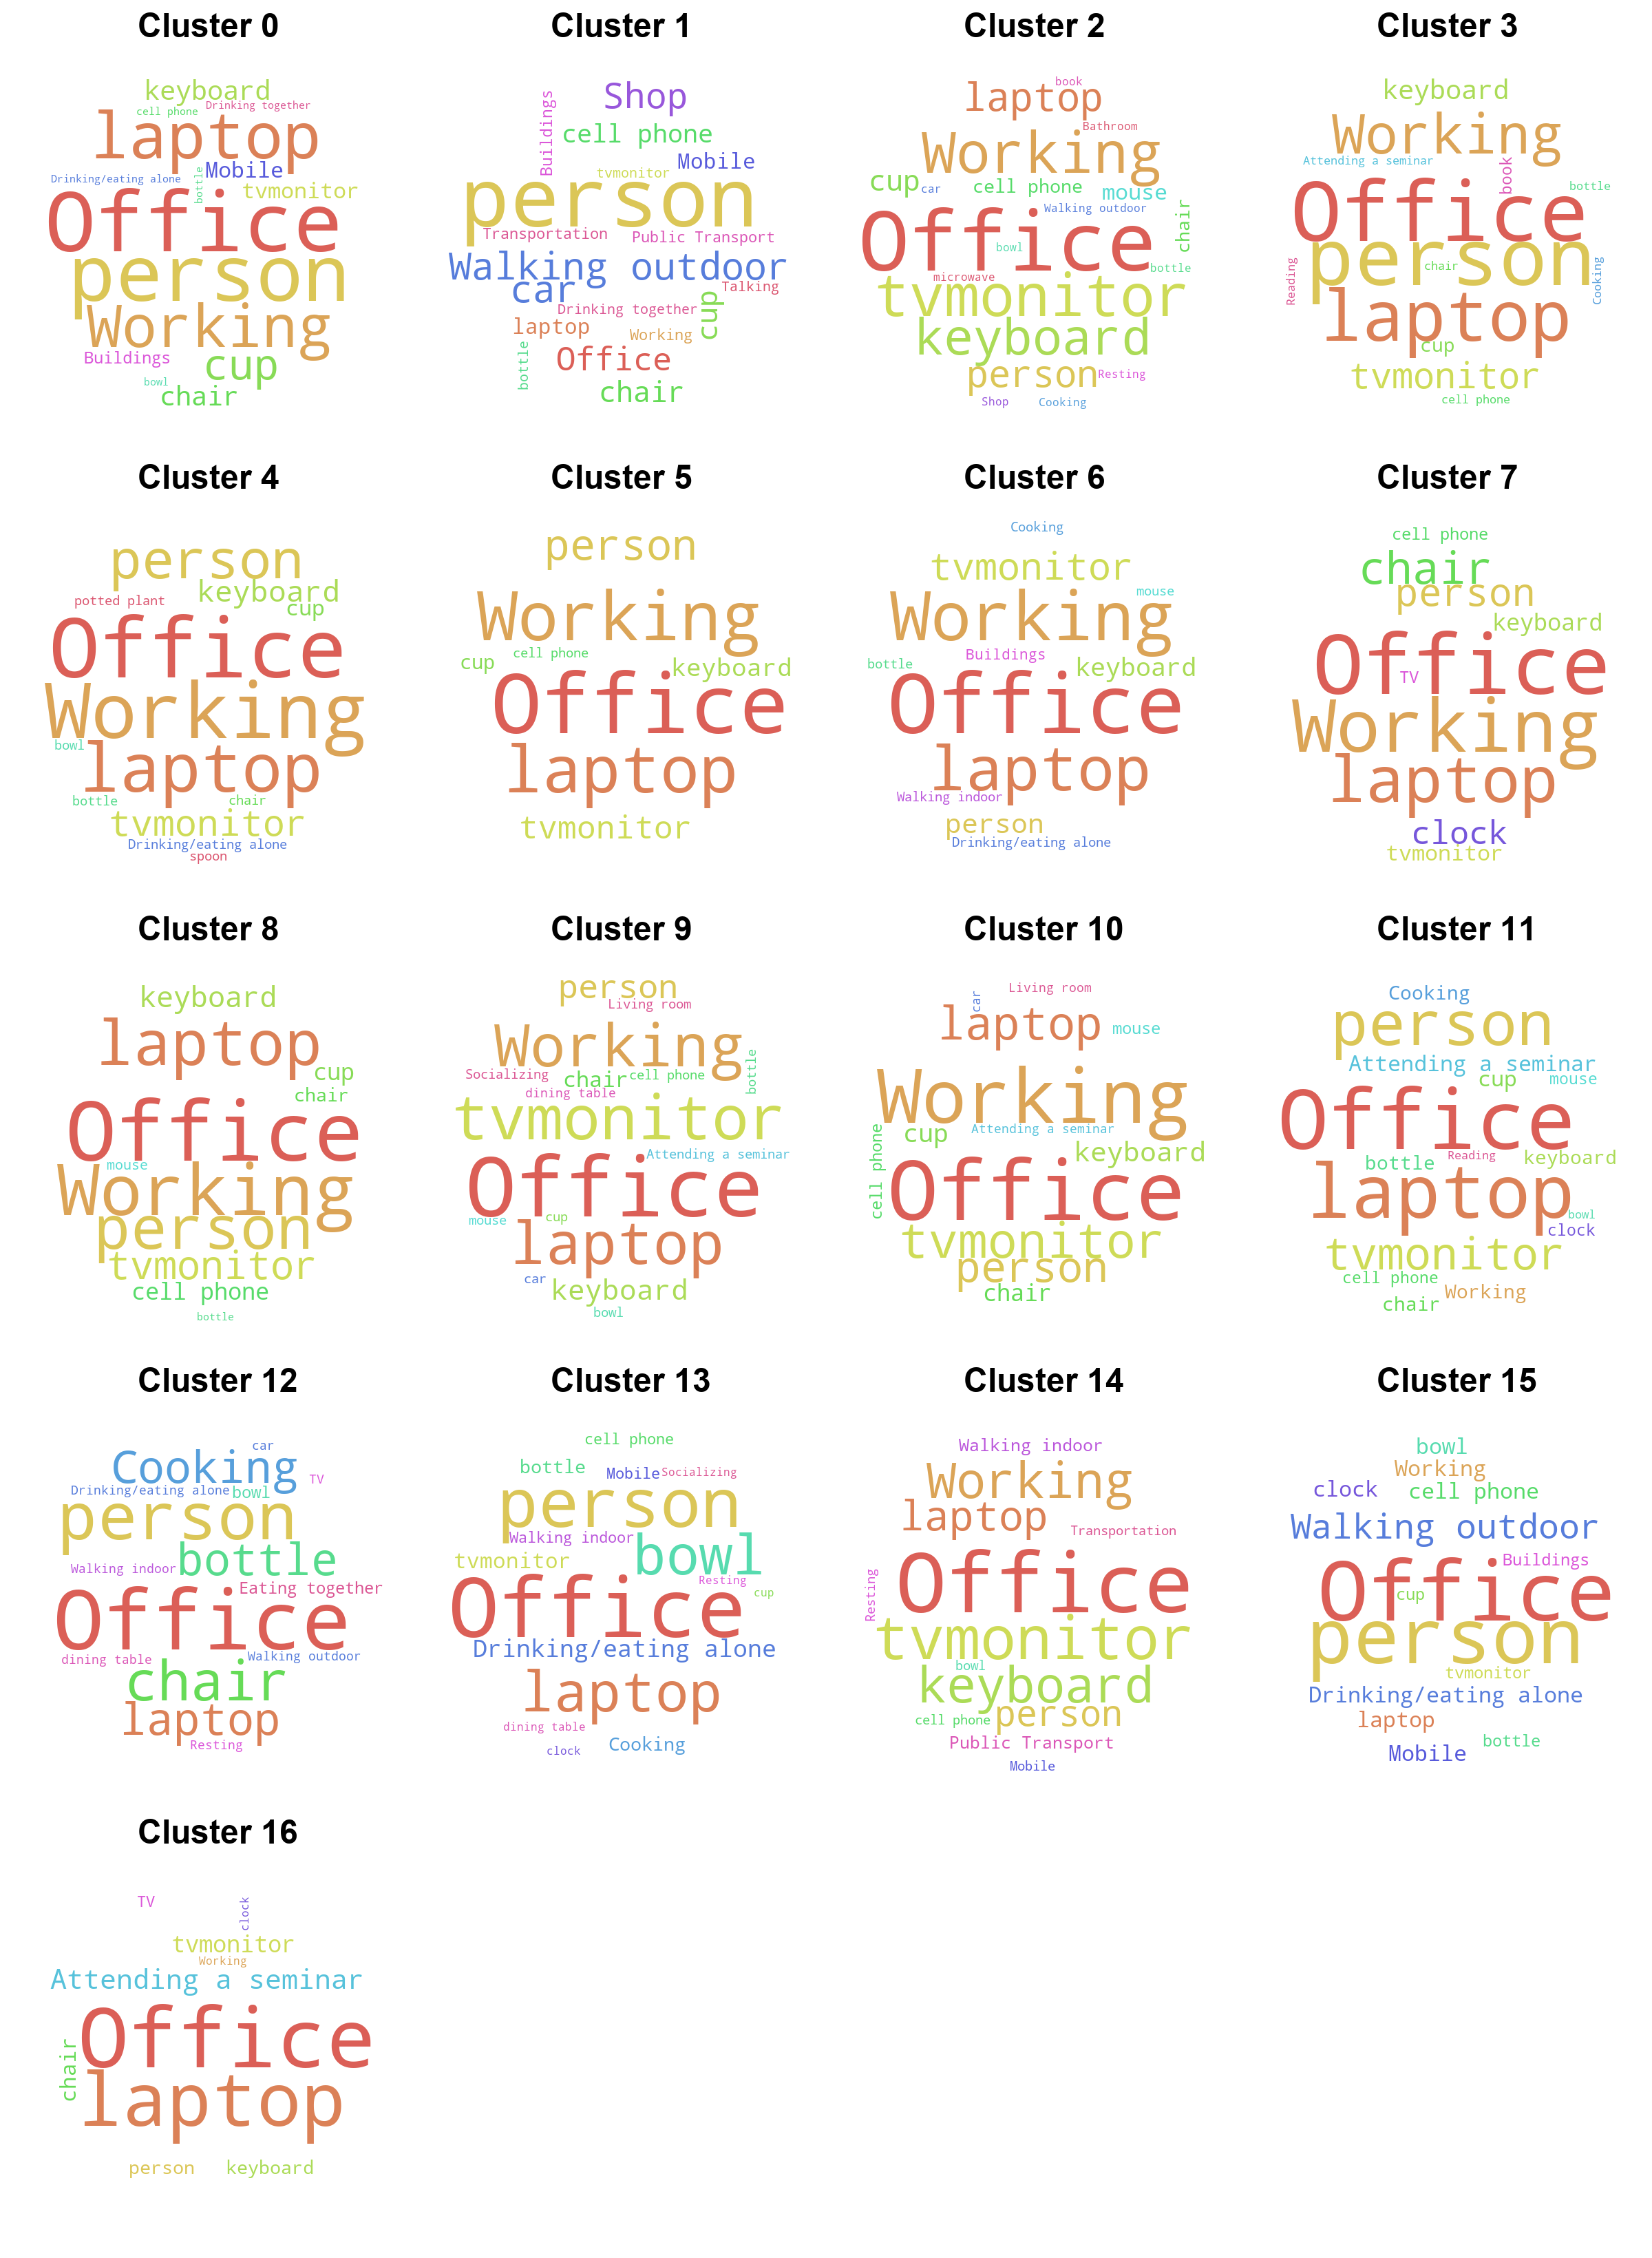 Cluster 0
keyboard
Drinking together
cell phone
laptop
Mobile
Drinking/eating alone
bottle
tvmonitor
Office
person
Working
Buildings
cup
bowl
chair
Cluster 1
Shop
Buildings
cell phone
Mobile
tvmonitor
person
Transportation
Public Transport
Walking outdoor
car
Talking
Drinking together
cup
laptop
Working
bottle
Office
chair
Cluster 2
book
laptop
Bathroom
Working
cup
car
cell phone
mouse
Walking outdoor
chair
Office
bowl
bottle
microwave
tvmonitor
keyboard
person
Resting
Shop
Cooking
Cluster 3
keyboard
Working
Attending a seminar
book
bottle
Office
person
chair
Reading
Cooking
laptop
cup
tvmonitor
cell phone
Cluster 4
person
keyboard
potted plant
cup
Office
Working
bowl
laptop
bottle
chair
tvmonitor
Drinking/eating alone
spoon
Cluster 5
person
Working
cell phone
cup
keyboard
Office
laptop
tvmonitor
Cluster 6
Cooking
tvmonitor
mouse
Working
Buildings
bottle
keyboard
Office
laptop
Walking indoor
person
Drinking/eating alone
Cluster 7
cell phone
chair
person
keyboard
Office
TV
Working
laptop
clock
tvmonitor
Cluster 8
keyboard
laptop
cup
chair
Office
mouse
Working
person
tvmonitor
cell phone
bottle
Cluster 9
person
Living room
Working
Socializing
chair
cell phone
bottle
dining table
tvmonitor
Attending a seminar
Office
mouse
cup
laptop
car
keyboard
bowl
Cluster 10
Living room
car
laptop
mouse
Working
cell phone
cup
Attending a seminar
keyboard
Office
tvmonitor
person
chair
Cluster 11
Cooking
person
Attending a seminar
cup
mouse
Office
bottle
Reading
keyboard
laptop
bowl
clock
tvmonitor
cell phone
Working
chair
Cluster 12
car
Cooking
TV
Drinking/eating alone
bowl
person
bottle
Walking indoor
Eating together
Office
dining table
Walking outdoor
chair
laptop
Resting
Cluster 13
cell phone
bottle
Mobile
Socializing
person
Walking indoor
bowl
tvmonitor
Resting
cup
Office
Drinking/eating alone
laptop
dining table
clock
Cooking
Cluster 14
Walking indoor
Working
laptop
Transportation
Office
Resting
tvmonitor
bowl
keyboard
cell phone
person
Public Transport
Mobile
Cluster 15
bowl
Working
clock
cell phone
Walking outdoor
Buildings
Office
cup
person
tvmonitor
Drinking/eating alone
laptop
bottle
Mobile
Cluster 16
TV
clock
tvmonitor
Working
Attending a seminar
Office
chair
laptop
person
keyboard